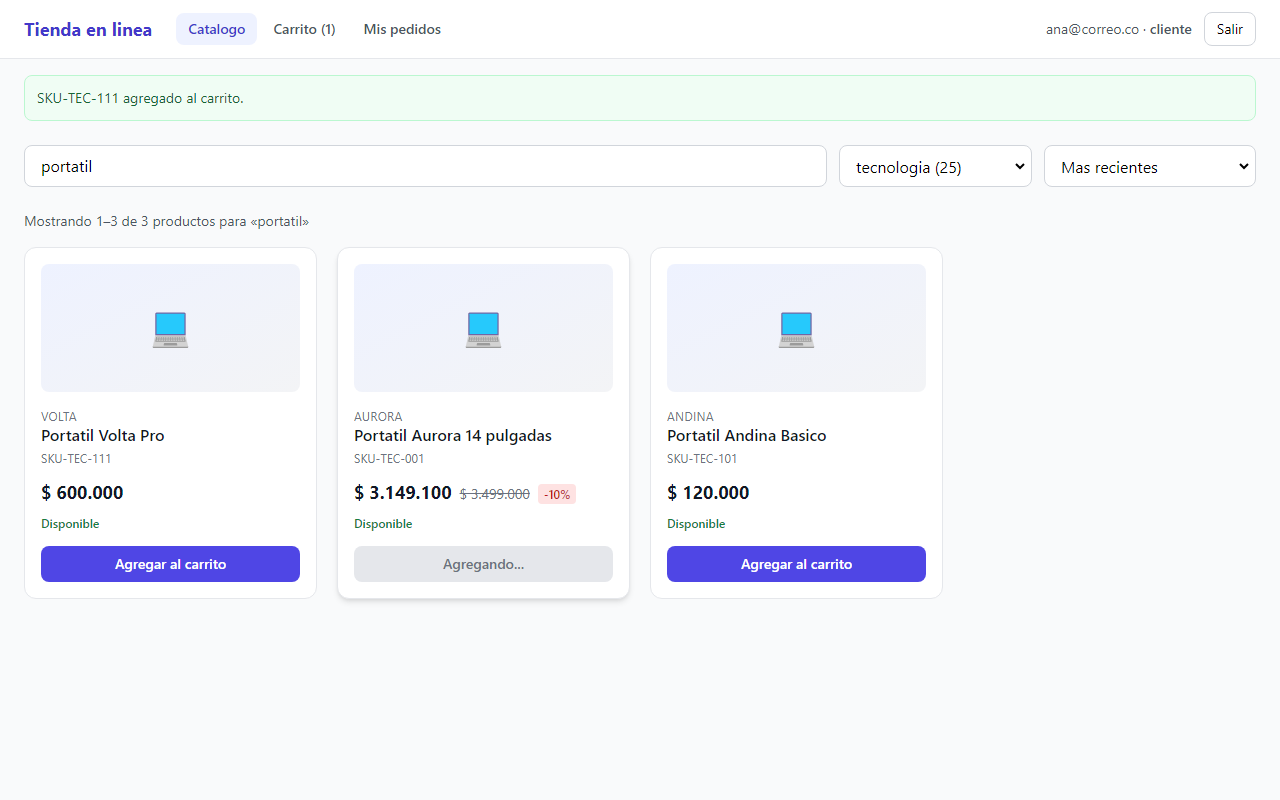 Tienda en linea
Catalogo
Carrito (1)
Mis pedidos
ana@correo.co · cliente
Salir
SKU-TEC-111 agregado al carrito.
portatil
tecnologia (25)
Mas recientes
Mostrando 1–3 de 3 productos para «portatil»
VOLTA
Portatil Volta Pro
SKU-TEC-111
$ 600.000
Disponible
Agregar al carrito
AURORA
Portatil Aurora 14 pulgadas
SKU-TEC-001
$ 3.149.100 $ 3.499.000 -10%
Disponible
Agregando...
ANDINA
Portatil Andina Basico
SKU-TEC-101
$ 120.000
Disponible
Agregar al carrito